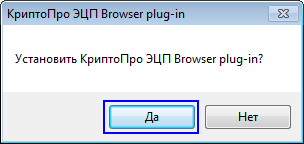 КриптоПро ЭЦП Browser plug-in
Установить КриптоПро ЭЦП Browser plug-in?
Да
Нет